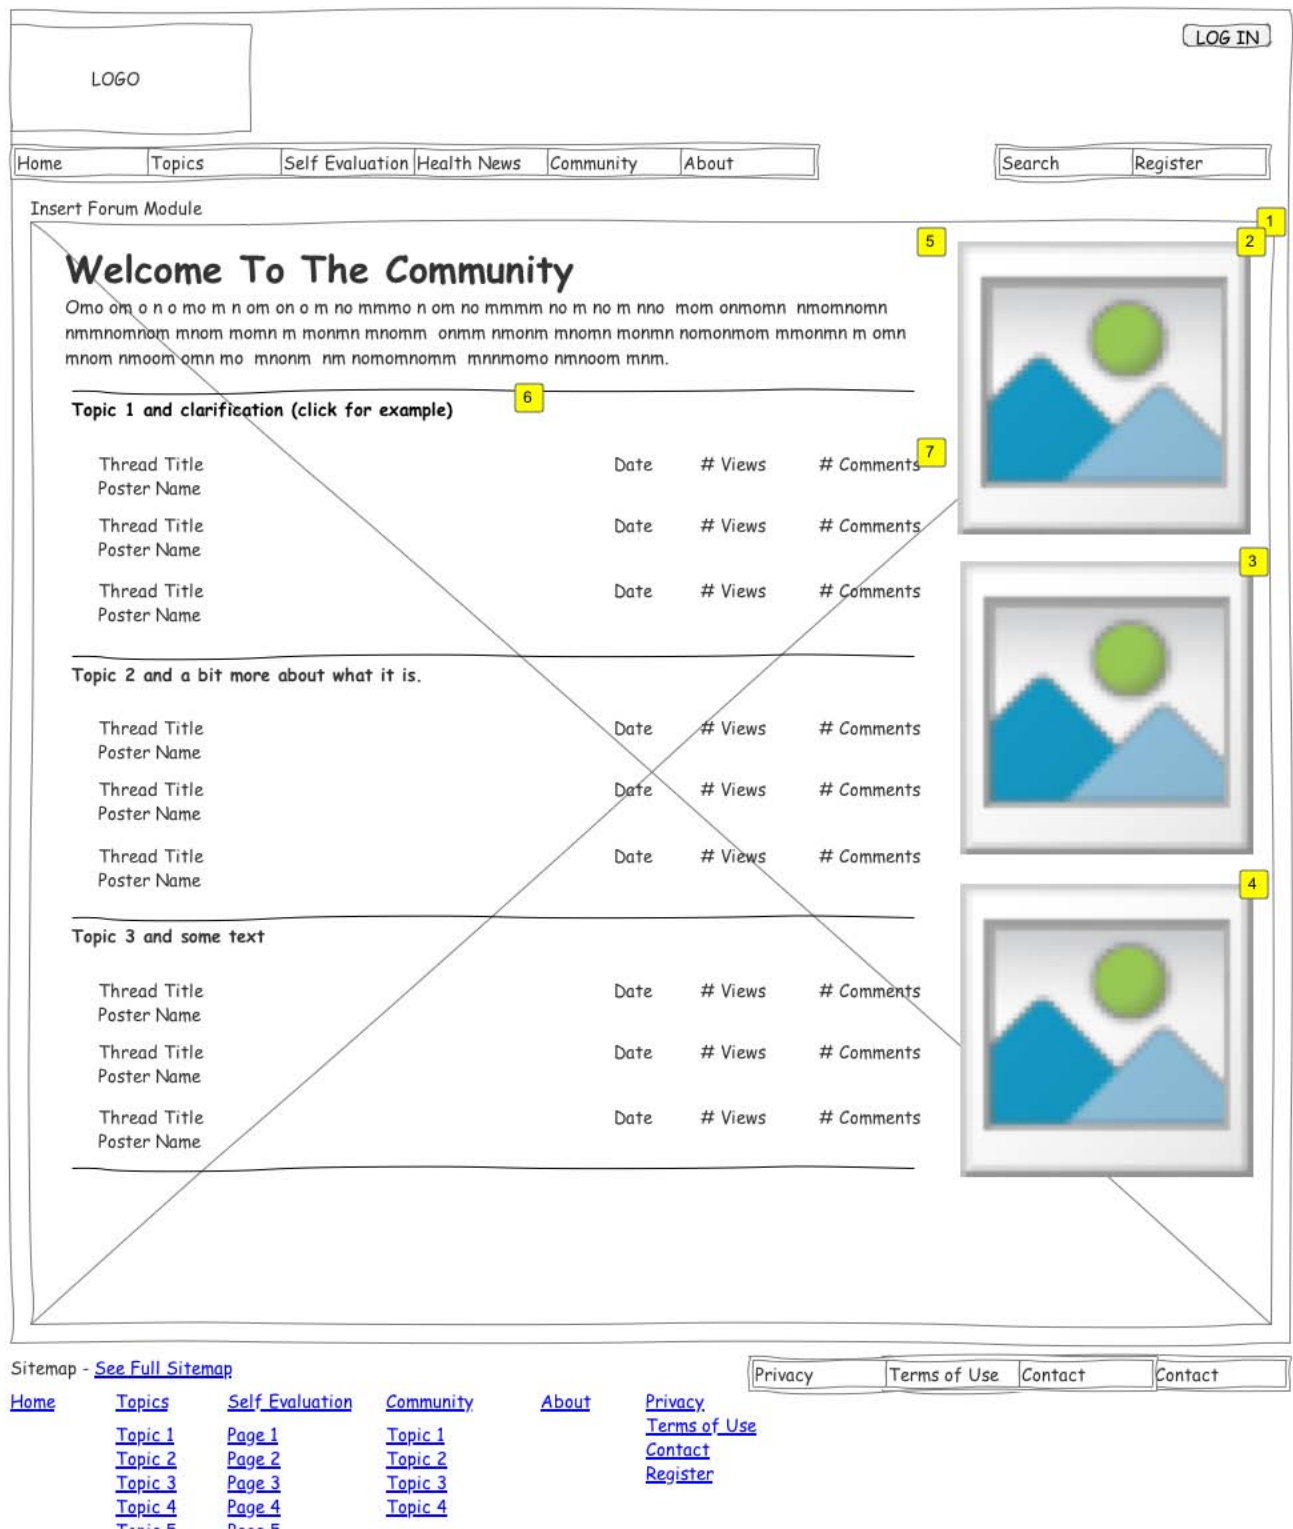 LOG IN
LOGO
Home Topics Self Evaluation Health News Community About Search Register
Insert Forum Module
1
5 2
Welcome To The Community
Omo om o n o mo m n om on o m no mmmo n om no mmmm no m no m nno mom onmomn nmomnomn
nmmnomnom mnom momn m monmn mnomm onmm nmonm mnomn monmn nomonmom mmonmn m omn
mnom nmoom omn mo mnonm nm nomomnomm mnnmomo nmnoom mnm.
6
Topic 1 and clarification (click for example)
7
Thread Title Date # Views # Comments
Poster Name
Thread Title Date # Views # Comments
Poster Name
3
Thread Title Date # Views # Comments
Poster Name
Topic 2 and a bit more about what it is.
Thread Title Date # Views # Comments
Poster Name
Thread Title Date # Views # Comments
Poster Name
Thread Title Date # Views # Comments
Poster Name
4
Topic 3 and some text
Thread Title Date # Views # Comments
Poster Name
Thread Title Date # Views # Comments
Poster Name
Thread Title Date # Views # Comments
Poster Name
Sitemap - See Full Sitemap
Privacy Terms of Use Contact Contact
Home Topics Self Evaluation Community About Privacy
Terms of Use
Topic 1 Page 1 Topic 1
Contact
Topic 2 Page 2 Topic 2
Register
Topic 3 Page 3 Topic 3
Topic 4 Page 4 Topic 4